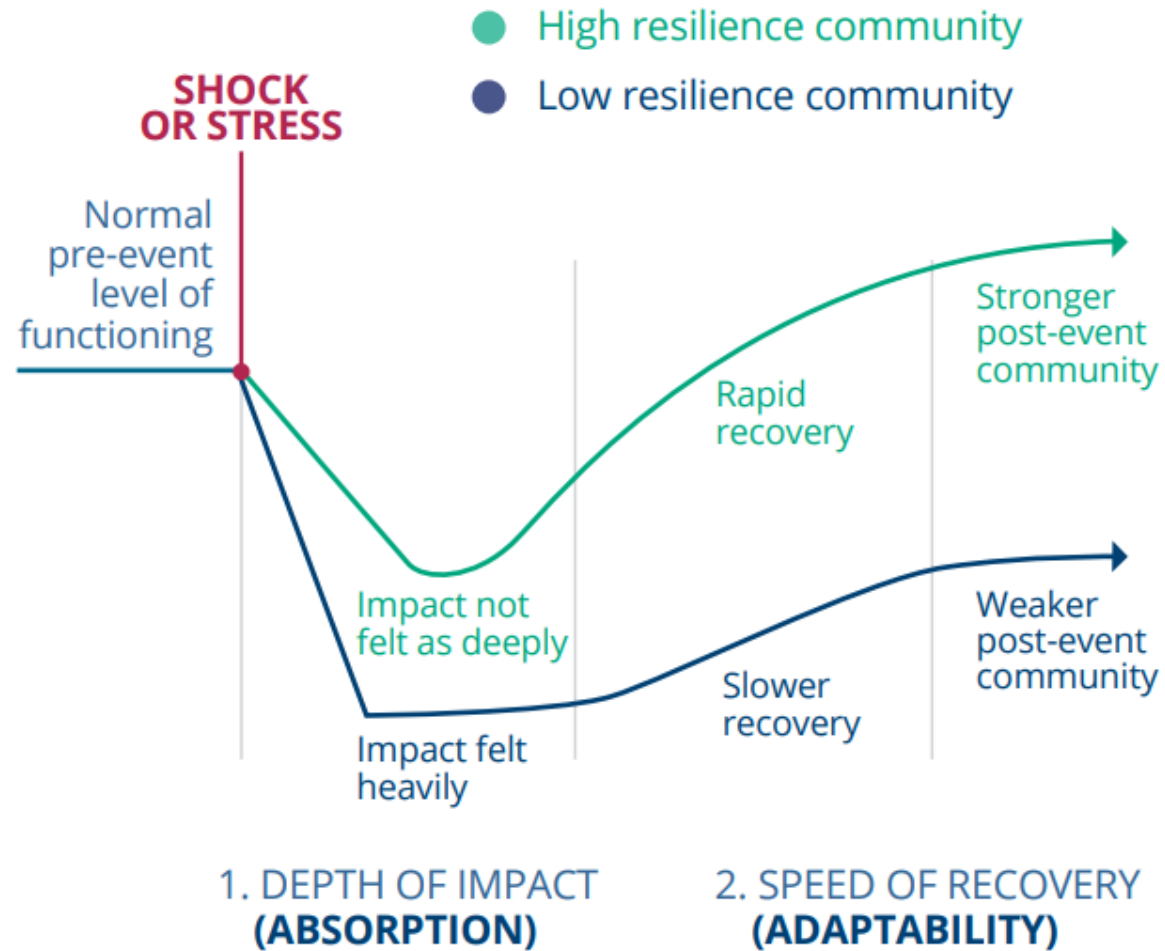 High resilience community
Low resilience community
SHOCK
OR STRESS
Normal
pre-event
level of
functioning
Stronger
post-event
community
Rapid
recovery
Impact not
felt as deeply
Weaker
post-event
community
Slower
recovery
Impact felt
heavily
1. DEPTH OF IMPACT
(ABSORPTION)
2. SPEED OF RECOVERY
(ADAPTABILITY)